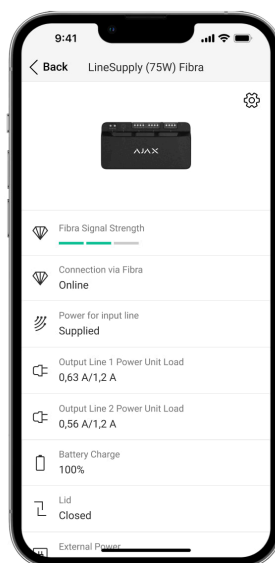 9:41
Back LineSupply (75W) Fibra
AJAX
Fibra Signal Strength
Connection via Fibra
Online
Power for input line
Supplied
Output Line 1 Power Unit Load
0,63 A/1,2 A
Output Line 2 Power Unit Load
0,56 A/1,2 A
Battery Charge
100%
Lid
Closed
External Power